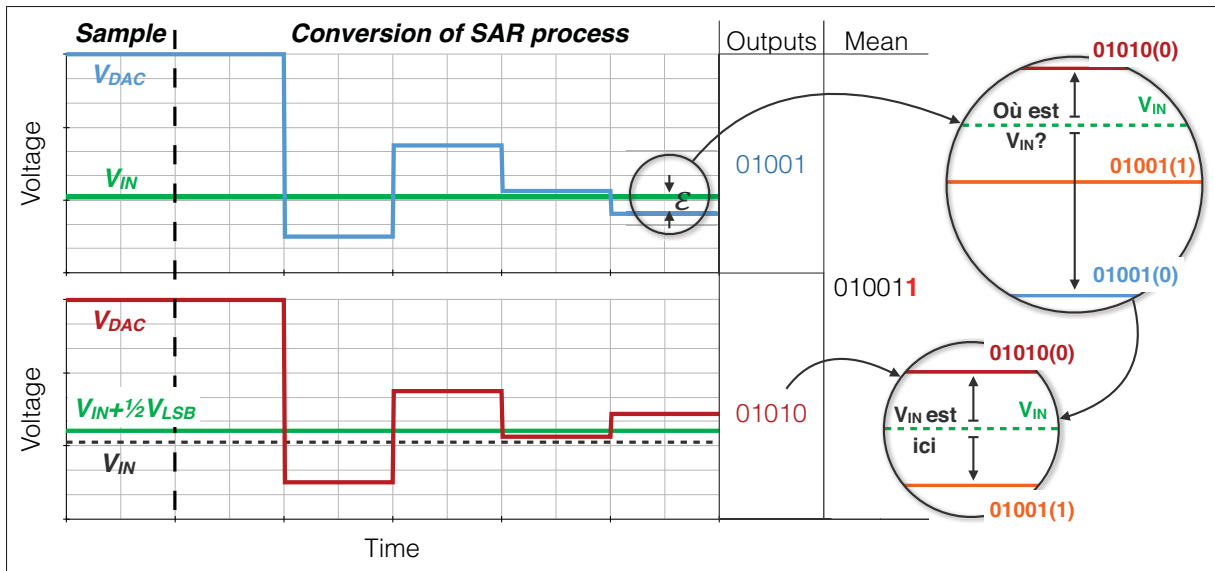 Sample
Conversion of SAR process
Outputs
Mean
Voltage
V_DAC
V_IN
ε
01001
01010(0)
Où est
V_IN?
V_IN
01001(1)
01001(0)
010011
Voltage
V_DAC
V_IN+½V_LSB
V_IN
01010
01010(0)
V_IN est
ici
V_IN
01001(1)
Time